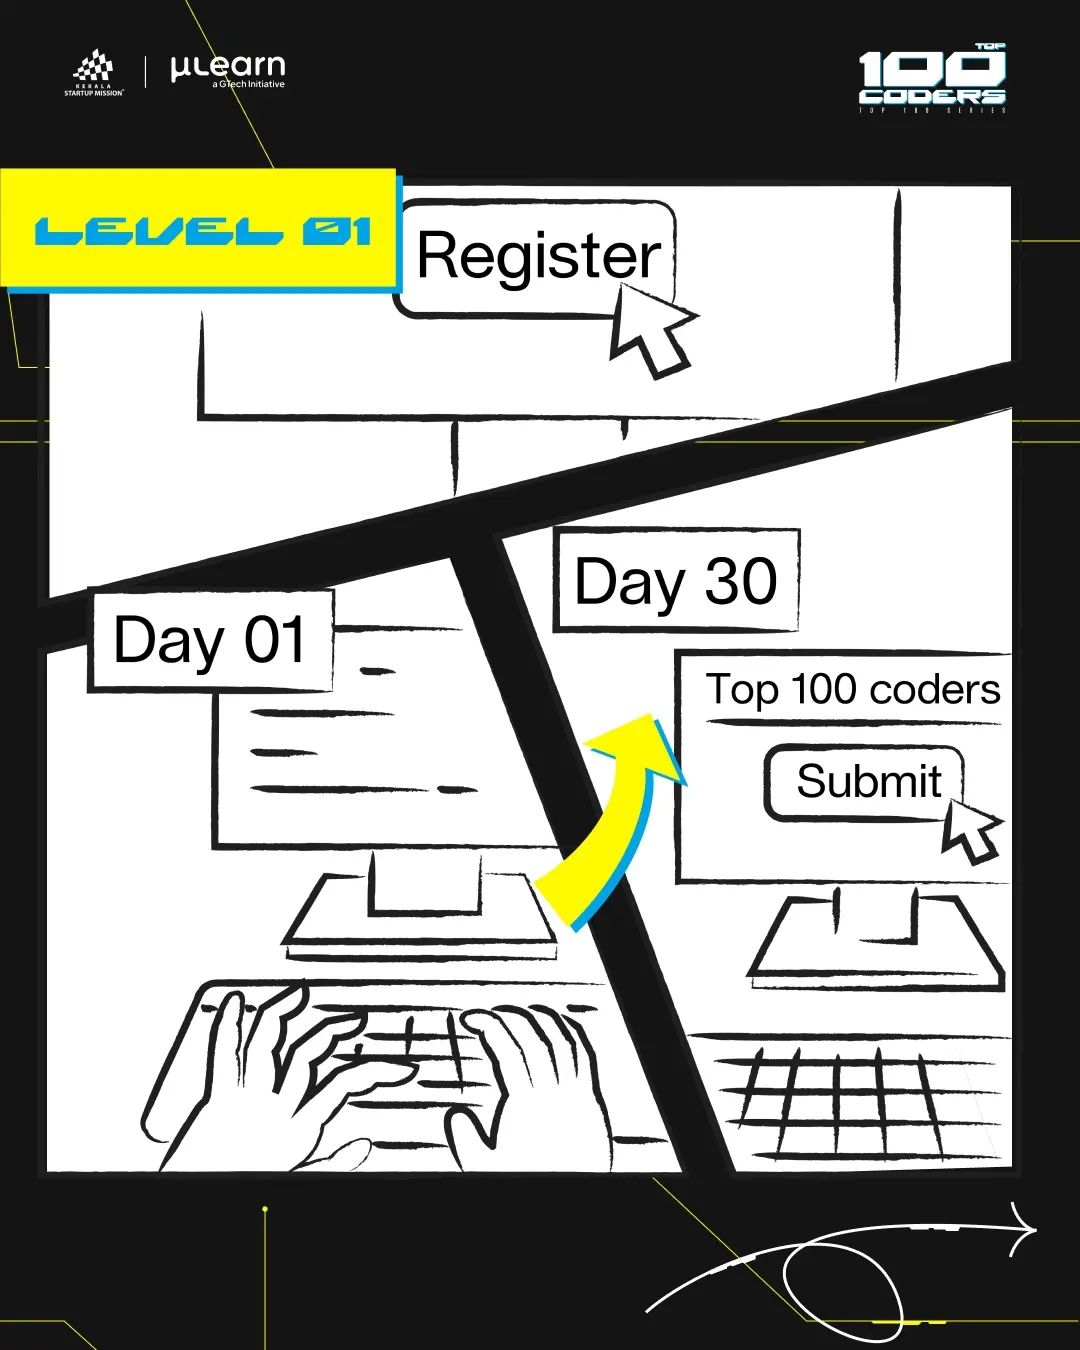 KERALA
STARTUP MISSION
µLearn
a GTech Initiative
TOP
100
CODERS
TOP 100 SERIES
LEVEL 01
Register
Day 30
Day 01
Top 100 coders
Submit